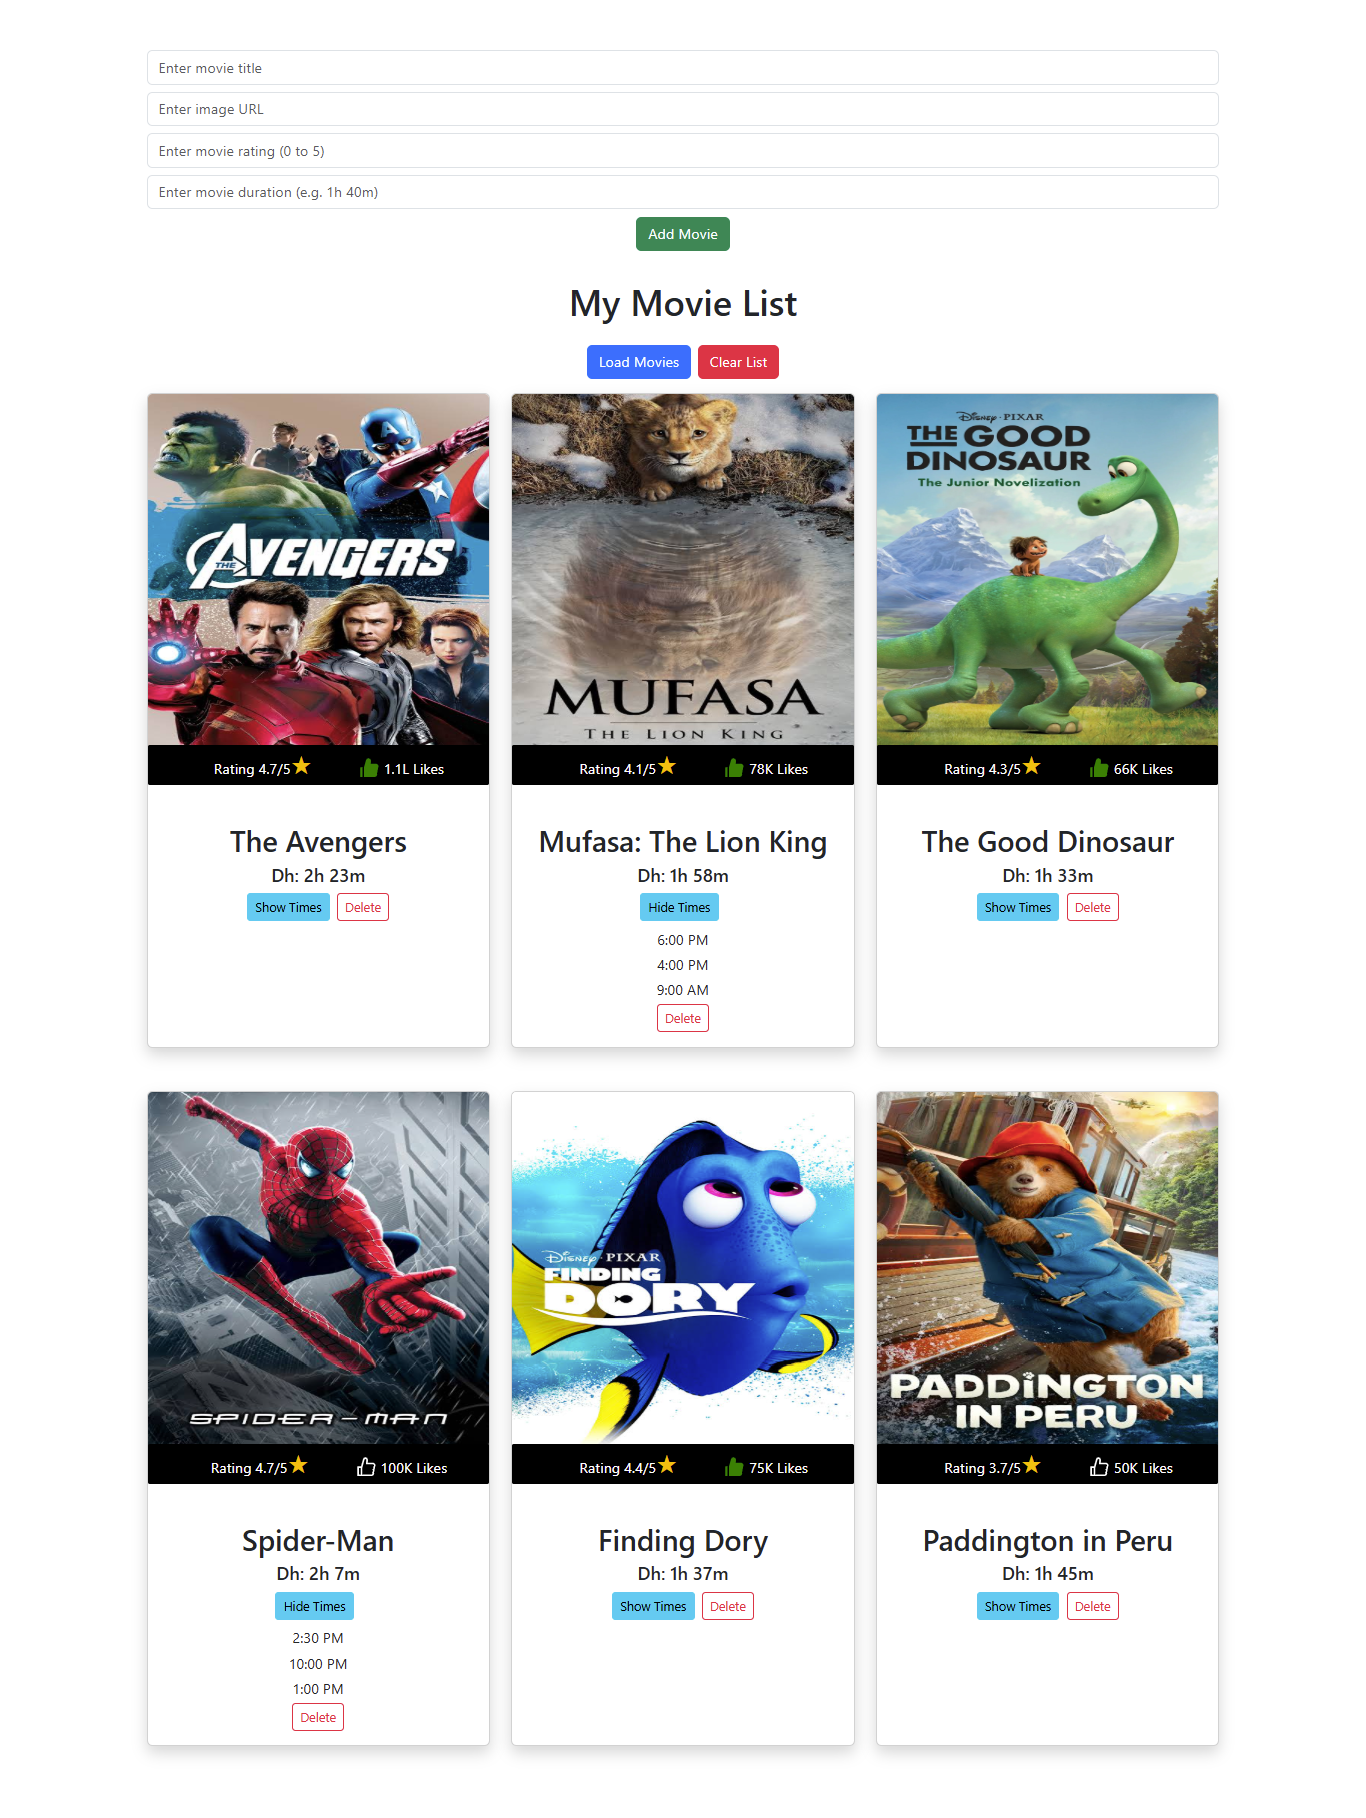 Enter movie title
Enter image URL
Enter movie rating (0 to 5)
Enter movie duration (e.g. 1h 40m)
Add Movie
My Movie List
Load Movies
Clear List
A
THE
AVENGERS
Rating 4.7/5
1.1L Likes
The Avengers
Dh: 2h 23m
Show Times
Delete
MUFASA
THE LION KING
Rating 4.1/5
78K Likes
Mufasa: The Lion King
Dh: 1h 58m
Hide Times
6:00 PM
4:00 PM
9:00 AM
Delete
Disney · PIXAR
THE GOOD
DINOSAUR
The Junior Novelization
Rating 4.3/5
66K Likes
The Good Dinosaur
Dh: 1h 33m
Show Times
Delete
SPIDER-MAN
Rating 4.7/5
100K Likes
Spider-Man
Dh: 2h 7m
Hide Times
2:30 PM
10:00 PM
1:00 PM
Delete
Disney · PIXAR
FINDING
DORY
Rating 4.4/5
75K Likes
Finding Dory
Dh: 1h 37m
Show Times
Delete
PADDINGTON
IN PERU
Rating 3.7/5
50K Likes
Paddington in Peru
Dh: 1h 45m
Show Times
Delete